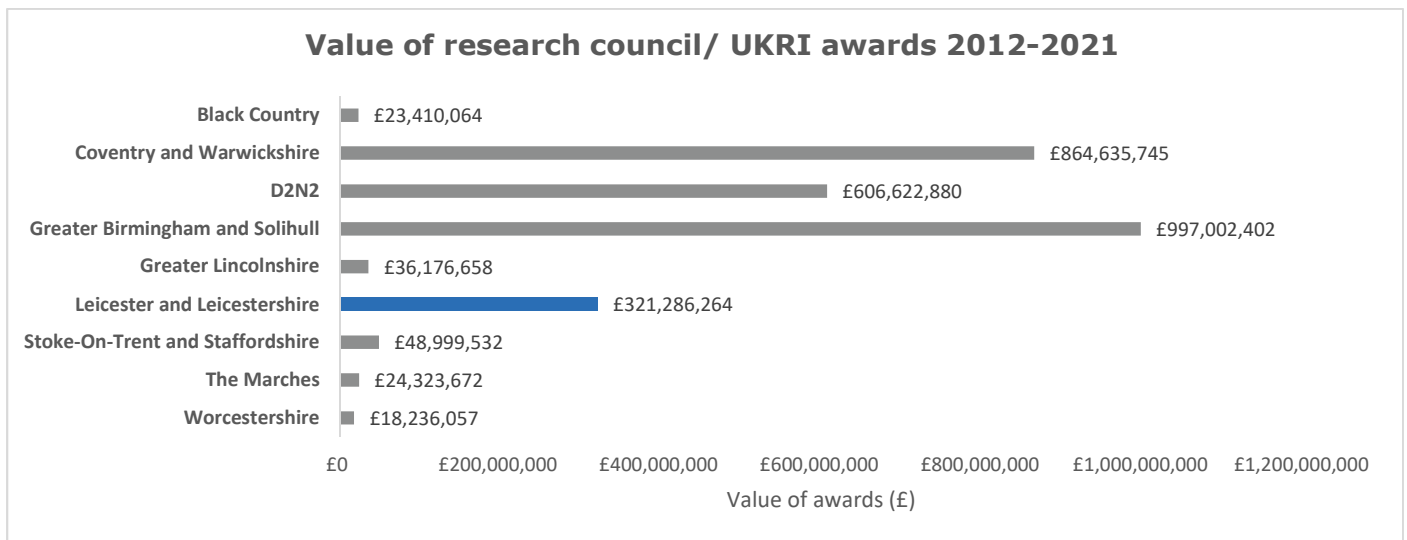 Value of research council/ UKRI awards 2012-2021
Black Country £23,410,064
Coventry and Warwickshire £864,635,745
D2N2 £606,622,880
Greater Birmingham and Solihull £997,002,402
Greater Lincolnshire £36,176,658
Leicester and Leicestershire £321,286,264
Stoke-On-Trent and Staffordshire £48,999,532
The Marches £24,323,672
Worcestershire £18,236,057
£0 £200,000,000 £400,000,000 £600,000,000 £800,000,000 £1,000,000,000 £1,200,000,000
Value of awards (£)